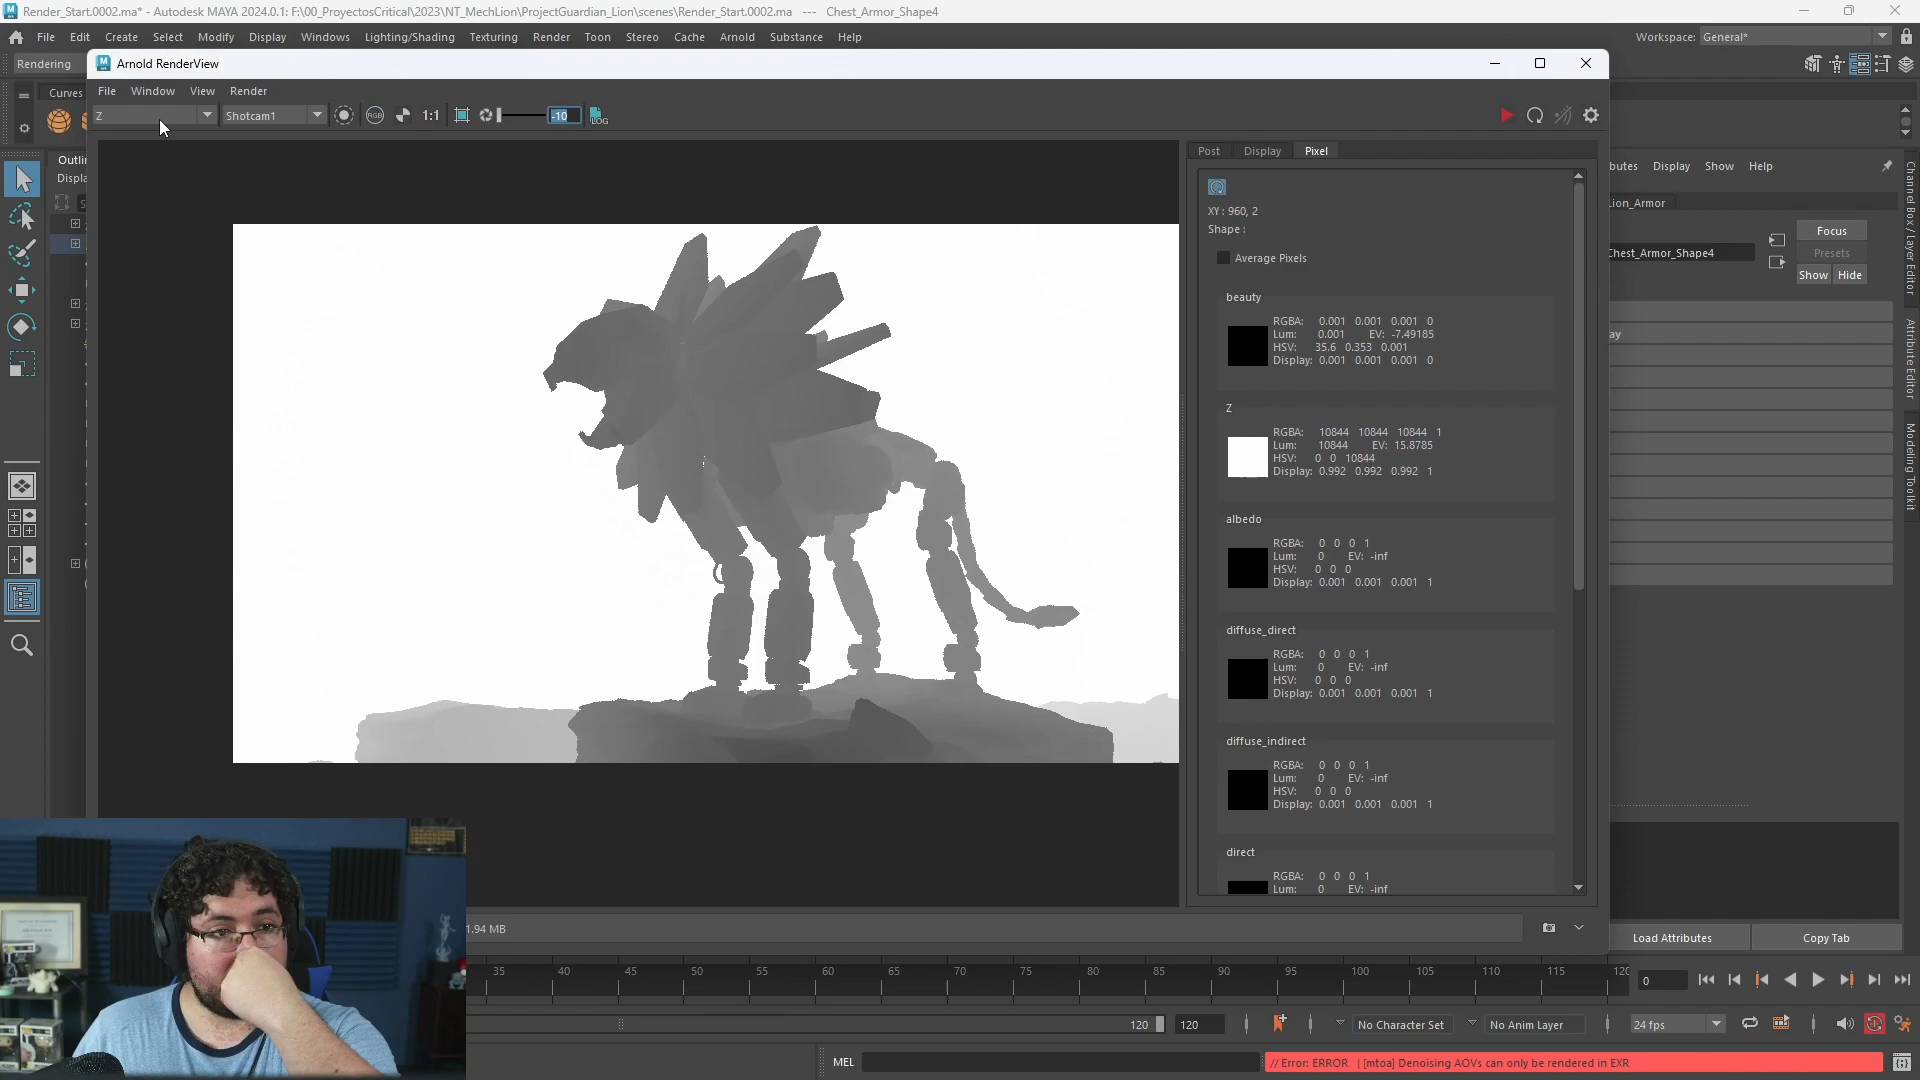 Render_Start.0002.ma* - Autodesk MAYA 2024.0.1: F:\00_ProyectosCritical\2023\NT_MechLion\ProjectGuardian_Lion\scenes\Render_Start.0002.ma --- Chest_Armor_Shape4
File Edit Create Select Modify Display Windows Lighting/Shading Texturing Render Toon Stereo Cache Arnold Substance Help
Workspace: General*
Rendering
Arnold RenderView
File Window View Render
Curves
Z Shotcam1 1:1 -10 LOG
Post Display Pixel
Display Show Help
XY: 960, 2
Shape :
Average Pixels
beauty
RGBA: 0.001 0.001 0.001 0
Lum: 0.001 EV: -7.49185
HSV: 35.6 0.353 0.001
Display: 0.001 0.001 0.001 0
Z
RGBA: 10844 10844 10844 1
Lum: 10844 EV: 15.8785
HSV: 0 0 10844
Display: 0.992 0.992 0.992 1
albedo
RGBA: 0 0 0 1
Lum: 0 EV: -inf
HSV: 0 0 0
Display: 0.001 0.001 0.001 1
diffuse_direct
RGBA: 0 0 0 1
Lum: 0 EV: -inf
HSV: 0 0 0
Display: 0.001 0.001 0.001 1
diffuse_indirect
RGBA: 0 0 0 1
Lum: 0 EV: -inf
HSV: 0 0 0
Display: 0.001 0.001 0.001 1
direct
RGBA: 0 0 0 1
Lum: 0 EV: -inf
Focus
Presets
Show Hide
Chest_Armor_Shape4
Channel Box / Layer Editor
Attribute Editor
Modeling Toolkit
1.94 MB
Load Attributes Copy Tab
35 40 45 50 55 60 65 70 75 80 85 90 95 100 105 110 115 120
0
120 120 No Character Set No Anim Layer 24 fps
MEL // Error: ERROR | [mtoa] Denoising AOVs can only be rendered in EXR